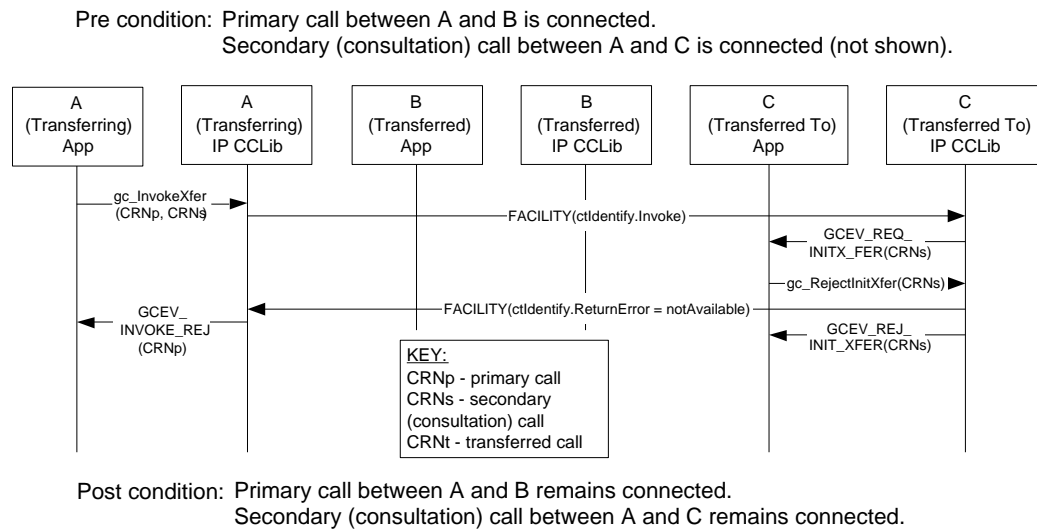 Pre condition: Primary call between A and B is connected.
Secondary (consultation) call between A and C is connected (not shown).
A
(Transferring)
App
A
(Transferring)
IP CCLib
B
(Transferred)
App
B
(Transferred)
IP CCLib
C
(Transferred To)
App
C
(Transferred To)
IP CCLib
gc_InvokeXfer
(CRNp, CRNs)
FACILITY(ctIdentify.Invoke)
GCEV_REQ_
INITX_FER(CRNs)
gc_RejectInitXfer(CRNs)
FACILITY(ctIdentify.ReturnError = notAvailable)
GCEV_
INVOKE_REJ
(CRNp)
GCEV_REJ_
INIT_XFER(CRNs)
KEY:
CRNp - primary call
CRNs - secondary
(consultation) call
CRNt - transferred call
Post condition: Primary call between A and B remains connected.
Secondary (consultation) call between A and C remains connected.